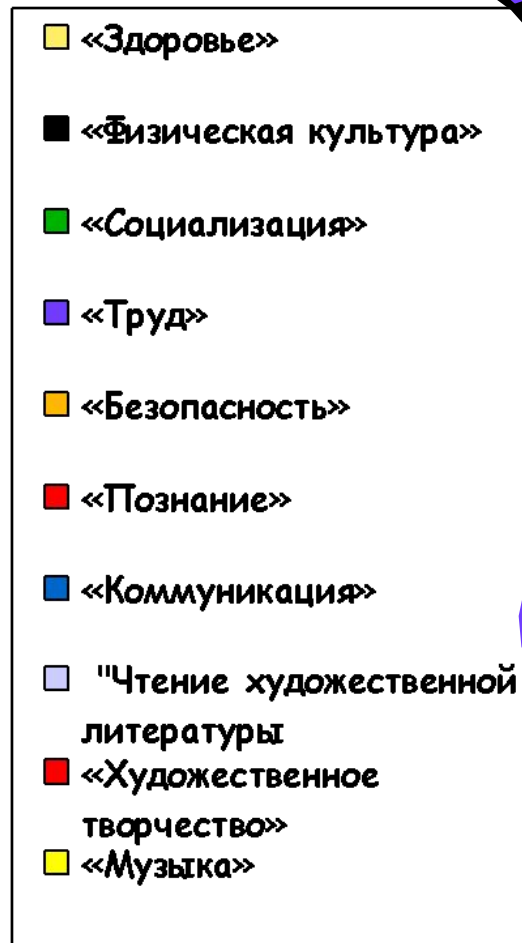 «Здоровье»
«Физическая культура»
«Социализация»
«Труд»
«Безопасность»
«Познание»
«Коммуникация»
"Чтение художественной
литературы
«Художественное
творчество»
«Музыка»